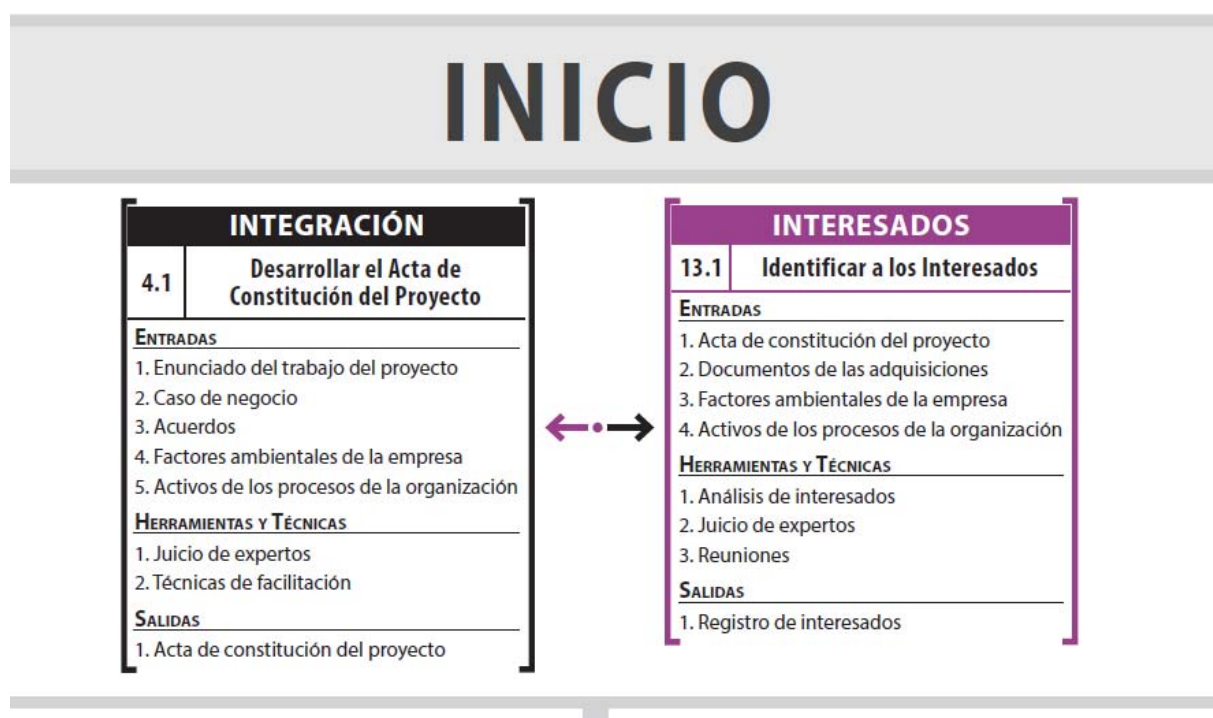 INICIO
INTEGRACIÓN
4.1
Desarrollar el Acta de
Constitución del Proyecto
ENTRADAS
1. Enunciado del trabajo del proyecto
2. Caso de negocio
3. Acuerdos
4. Factores ambientales de la empresa
5. Activos de los procesos de la organización
HERRAMIENTAS Y TÉCNICAS
1. Juicio de expertos
2. Técnicas de facilitación
SALIDAS
1. Acta de constitución del proyecto
INTERESADOS
13.1
Identificar a los Interesados
ENTRADAS
1. Acta de constitución del proyecto
2. Documentos de las adquisiciones
3. Factores ambientales de la empresa
4. Activos de los procesos de la organización
HERRAMIENTAS Y TÉCNICAS
1. Análisis de interesados
2. Juicio de expertos
3. Reuniones
SALIDAS
1. Registro de interesados